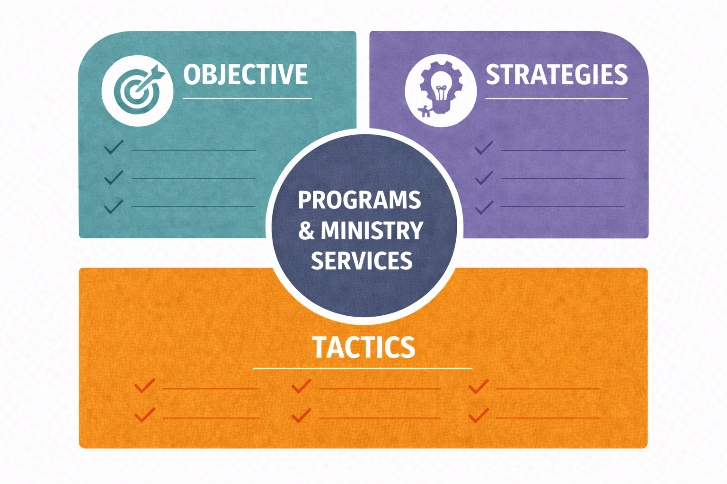 OBJECTIVE
STRATEGIES
PROGRAMS
& MINISTRY
SERVICES
TACTICS